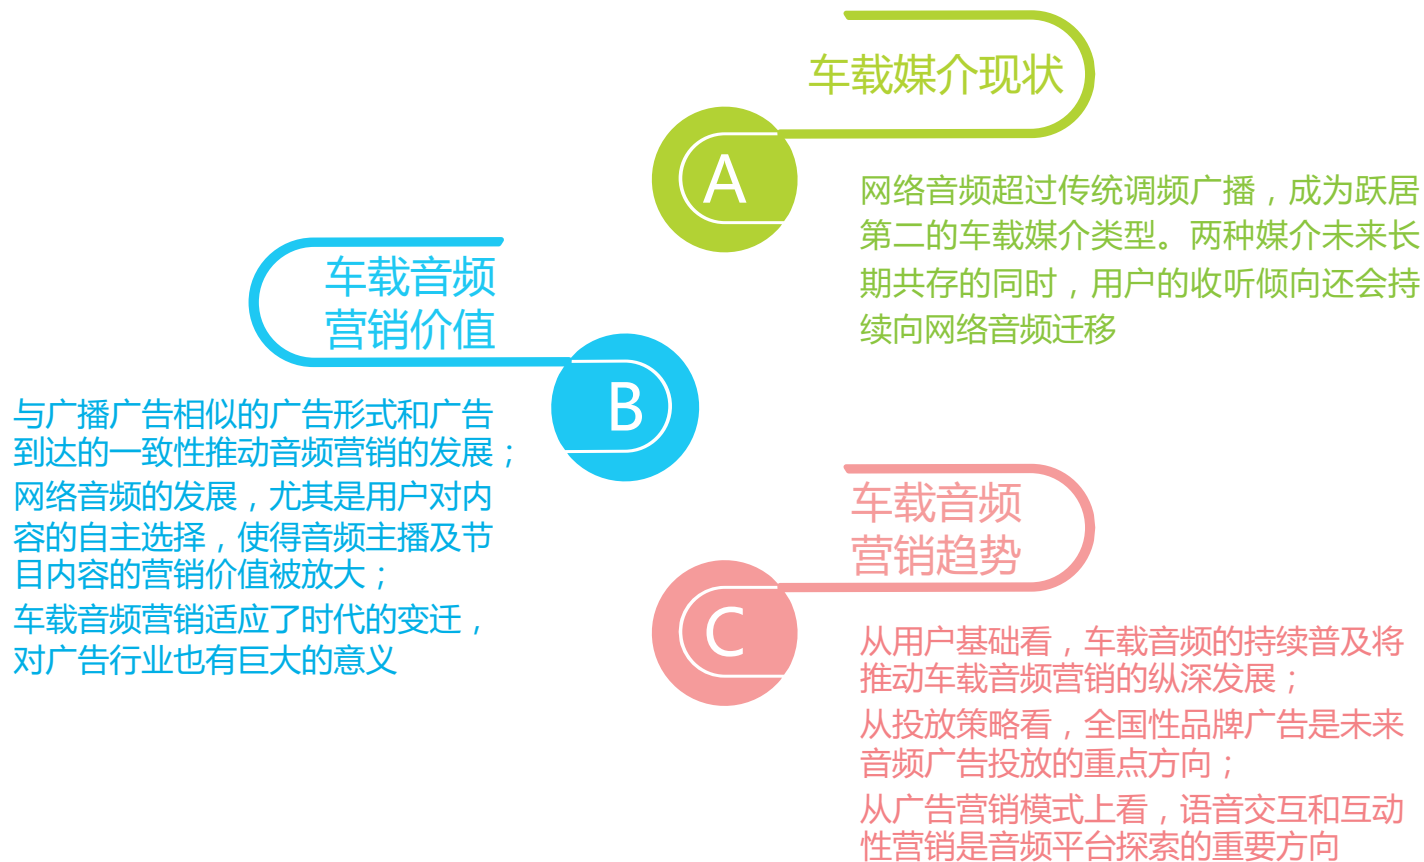 车载媒介现状
A
网络音频超过传统调频广播，成为跃居
第二的车载媒介类型。两种媒介未来长
期共存的同时，用户的收听倾向还会持
续向网络音频迁移
车载音频
营销价值
B
与广播广告相似的广告形式和广告
到达的一致性推动音频营销的发展；
网络音频的发展，尤其是用户对内
容的自主选择，使得音频主播及节
目内容的营销价值被放大；
车载音频营销适应了时代的变迁，
对广告行业也有巨大的意义
车载音频
营销趋势
C
从用户基础看，车载音频的持续普及将
推动车载音频营销的纵深发展；
从投放策略看，全国性品牌广告是未来
音频广告投放的重点方向；
从广告营销模式上看，语音交互和互动
性营销是音频平台探索的重要方向